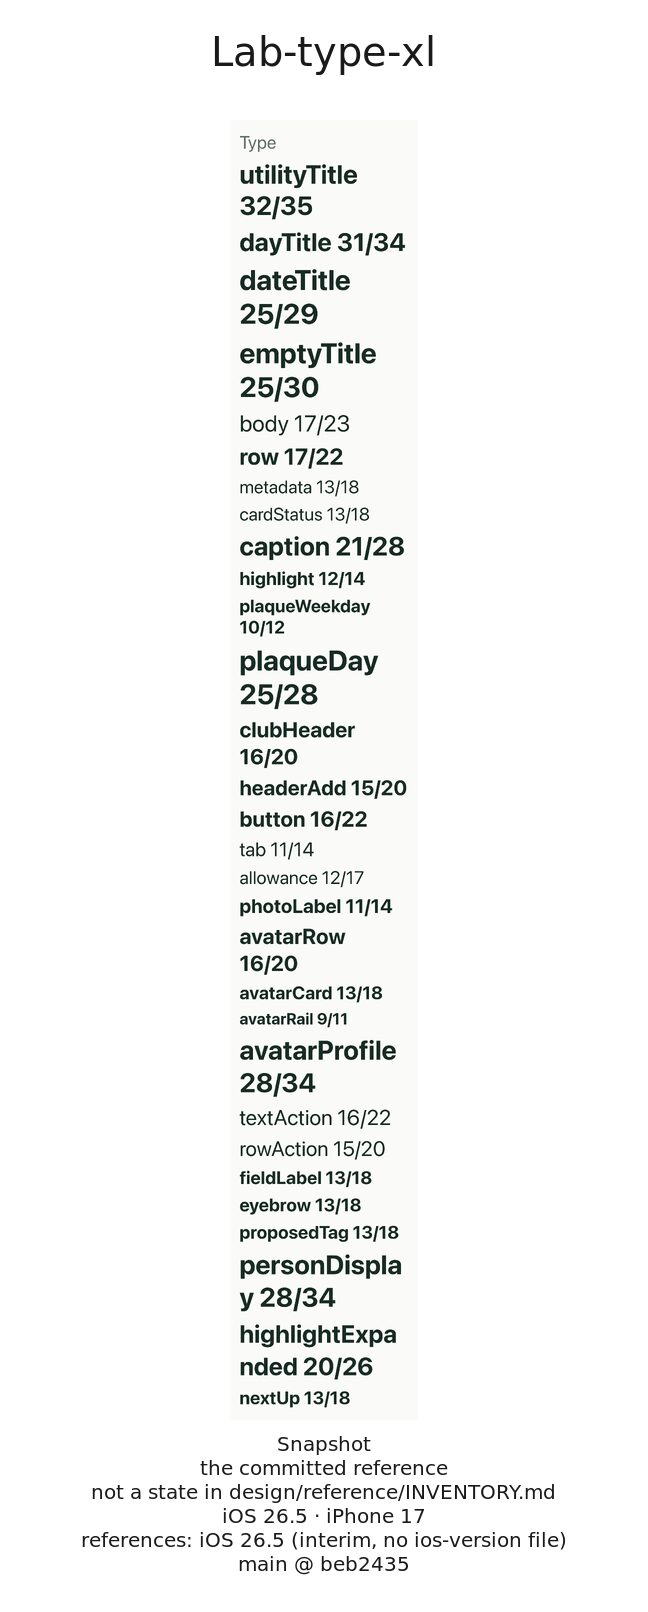 Lab-type-xl
Type
utilityTitle
32/35
dayTitle 31/34
dateTitle
25/29
emptyTitle
25/30
body 17/23
row 17/22
metadata 13/18
cardStatus 13/18
caption 21/28
highlight 12/14
plaqueWeekday
10/12
plaqueDay
25/28
clubHeader
16/20
headerAdd 15/20
button 16/22
tab 11/14
allowance 12/17
photoLabel 11/14
avatarRow
16/20
avatarCard 13/18
avatarRail 9/11
avatarProfile
28/34
textAction 16/22
rowAction 15/20
fieldLabel 13/18
eyebrow 13/18
proposedTag 13/18
personDispla
y 28/34
highlightExpa
nded 20/26
nextUp 13/18
Snapshot
the committed reference
not a state in design/reference/INVENTORY.md
iOS 26.5 · iPhone 17
references: iOS 26.5 (interim, no ios-version file)
main @ beb2435